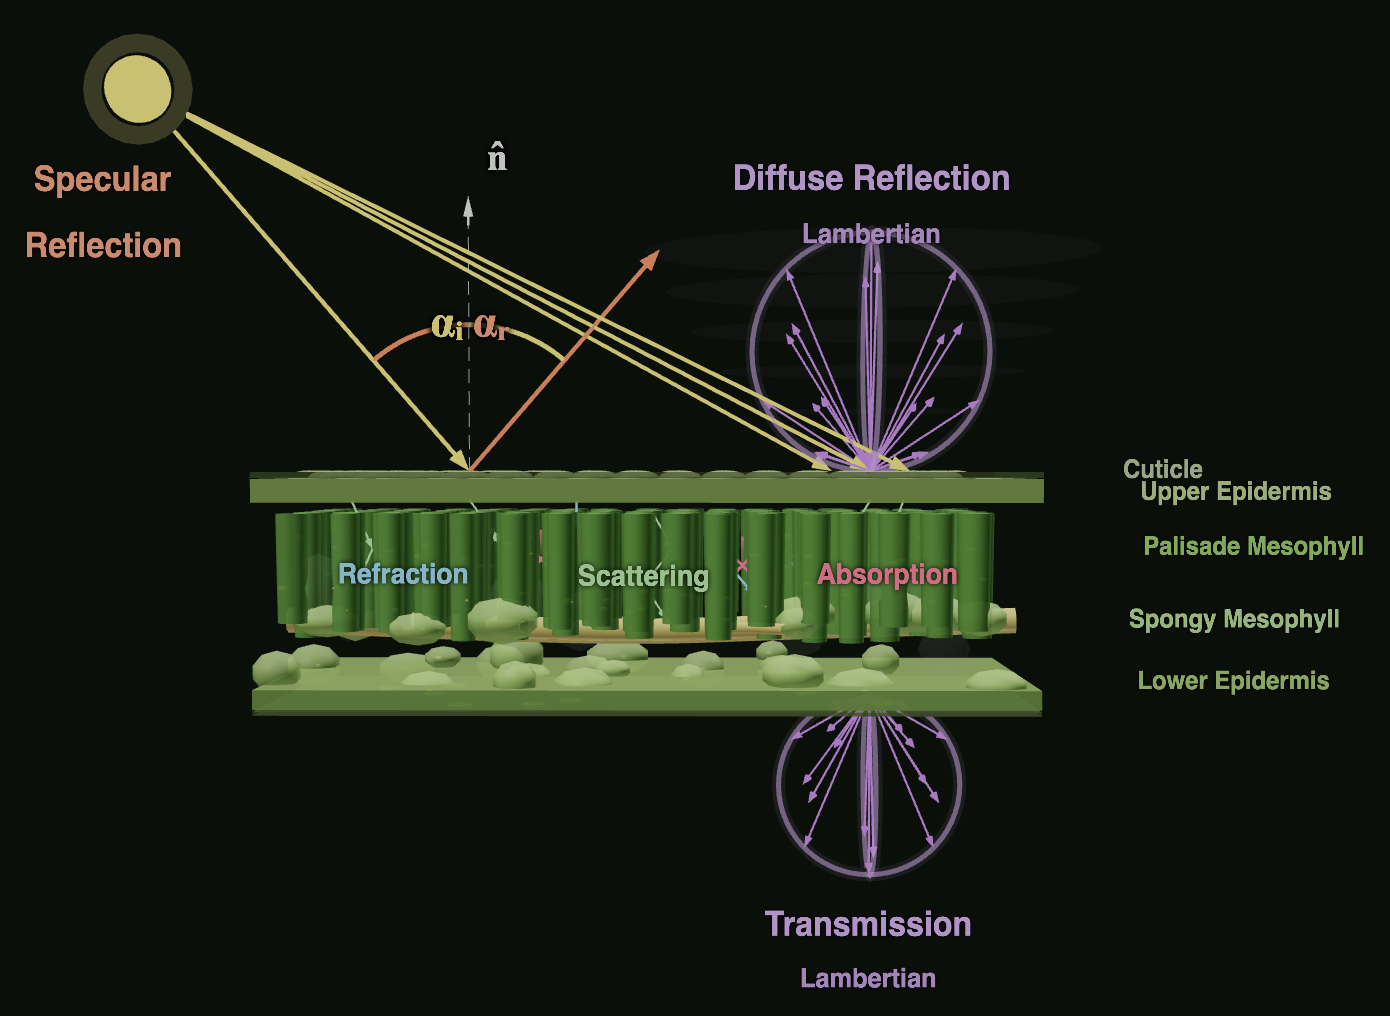 n̂
Specular
Reflection
Diffuse Reflection
Lambertian
αi
αr
Cuticle
Upper Epidermis
Palisade Mesophyll
Refraction
Scattering
Absorption
Spongy Mesophyll
Lower Epidermis
Transmission
Lambertian